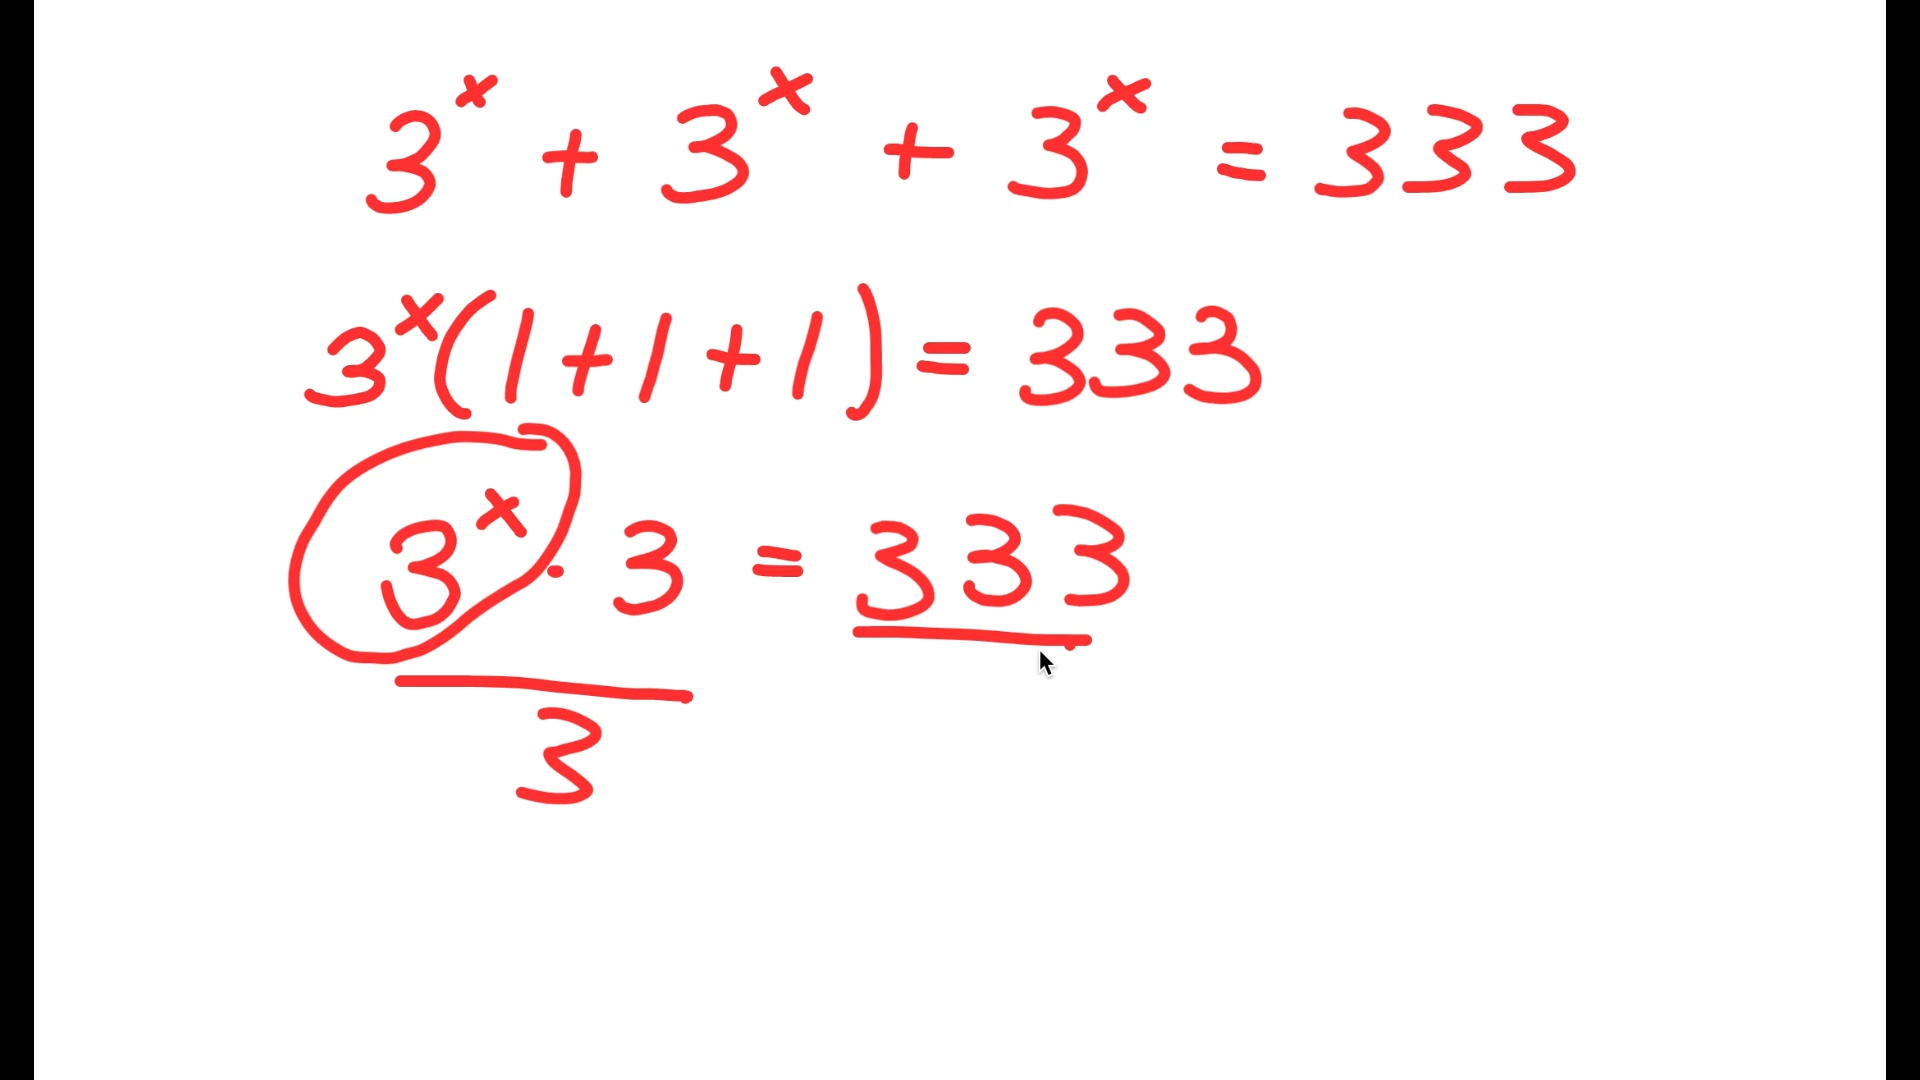 3^x + 3^x + 3^x = 333
3^x(1+1+1) = 333
3^x · 3 = 333
3